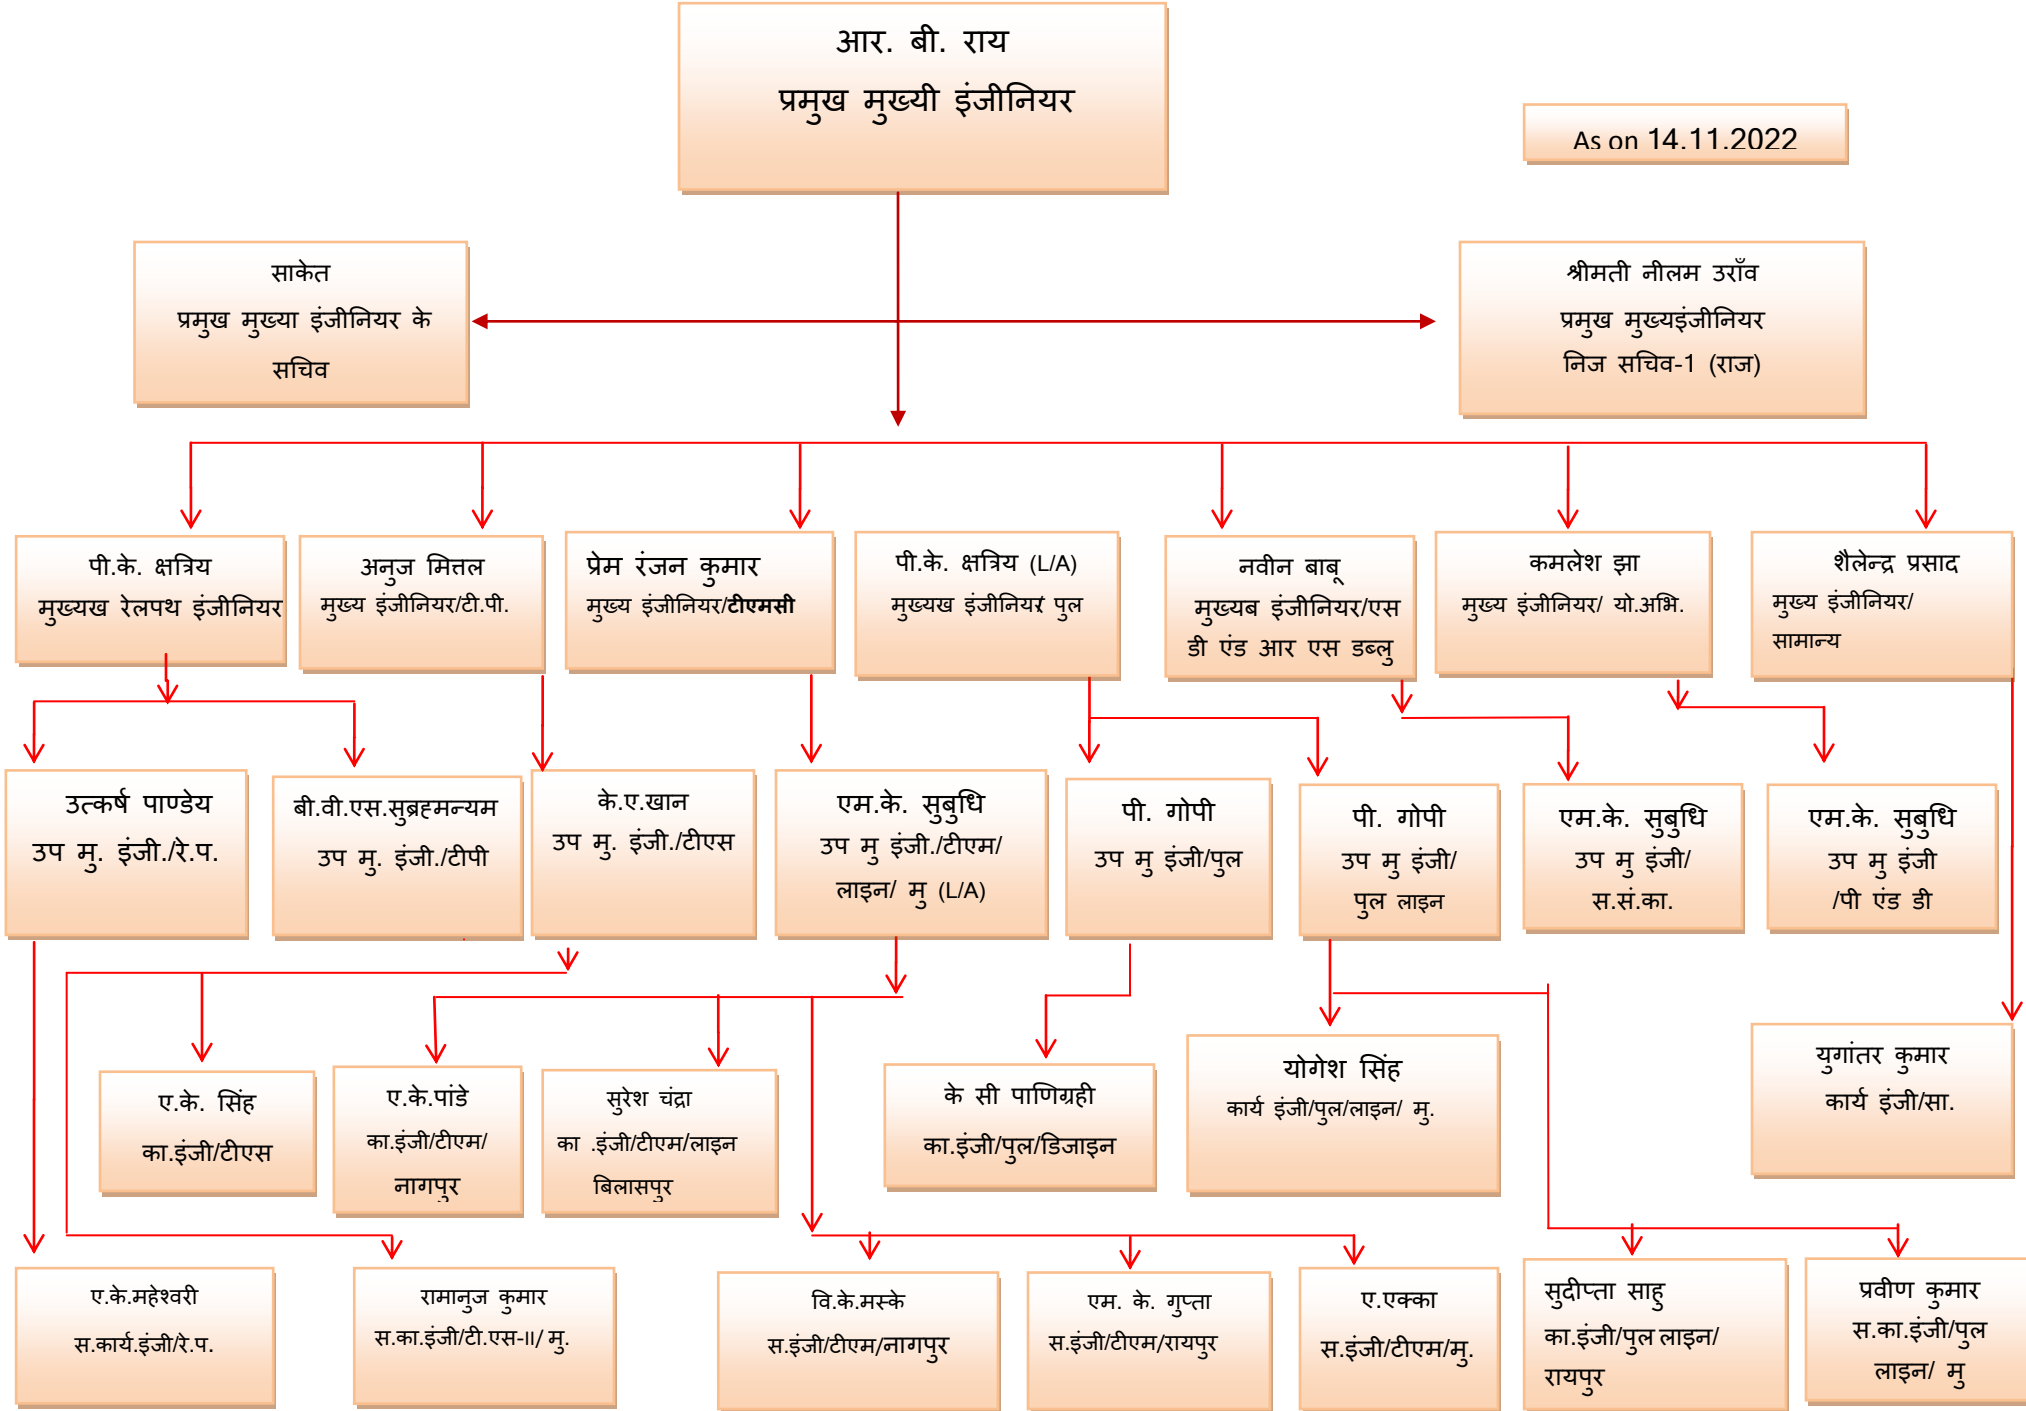 आर. बी. राय
प्रमुख मुख्यी इंजीनियर
As on 14.11.2022
साकेत
प्रमुख मुख्या इंजीनियर के
सचिव
श्रीमती नीलम उराँव
प्रमुख मुख्यइंजीनियर
निज सचिव-1 (राज)
पी.के. क्षत्रिय
मुख्यख रेलपथ इंजीनियर
अनुज मित्तल
मुख्य इंजीनियर/टी.पी.
प्रेम रंजन कुमार
मुख्य इंजीनियर/टीएमसी
पी.के. क्षत्रिय (L/A)
मुख्यख इंजीनियर/ पुल
नवीन बाबू
मुख्यब इंजीनियर/एस
डी एंड आर एस डब्लु
कमलेश झा
मुख्य इंजीनियर/ यो.अभि.
शैलेन्द्र प्रसाद
मुख्य इंजीनियर/
सामान्य
उत्कर्ष पाण्डेय
उप मु. इंजी./रे.प.
बी.वी.एस.सुब्रह्मन्यम
उप मु. इंजी./टीपी
के.ए.खान
उप मु. इंजी./टीएस
एम.के. सुबुधि
उप मु इंजी./टीएम/
लाइन/ मु (L/A)
पी. गोपी
उप मु इंजी/पुल
पी. गोपी
उप मु इंजी/
पुल लाइन
एम.के. सुबुधि
उप मु इंजी/
स.सं.का.
एम.के. सुबुधि
उप मु इंजी
/पी एंड डी
ए.के. सिंह
का.इंजी/टीएस
ए.के.पांडे
का.इंजी/टीएम/
नागपुर
सुरेश चंद्रा
का .इंजी/टीएम/लाइन
बिलासपुर
के सी पाणिग्रही
का.इंजी/पुल/डिजाइन
योगेश सिंह
कार्य इंजी/पुल/लाइन/ मु.
युगांतर कुमार
कार्य इंजी/सा.
ए.के.महेश्वरी
स.कार्य.इंजी/रे.प.
रामानुज कुमार
स.का.इंजी/टी.एस-II/ मु.
वि.के.मस्के
स.इंजी/टीएम/नागपुर
एम. के. गुप्ता
स.इंजी/टीएम/रायपुर
ए.एक्का
स.इंजी/टीएम/मु.
सुदीप्ता साहु
का.इंजी/पुल लाइन/
रायपुर
प्रवीण कुमार
स.का.इंजी/पुल
लाइन/ मु